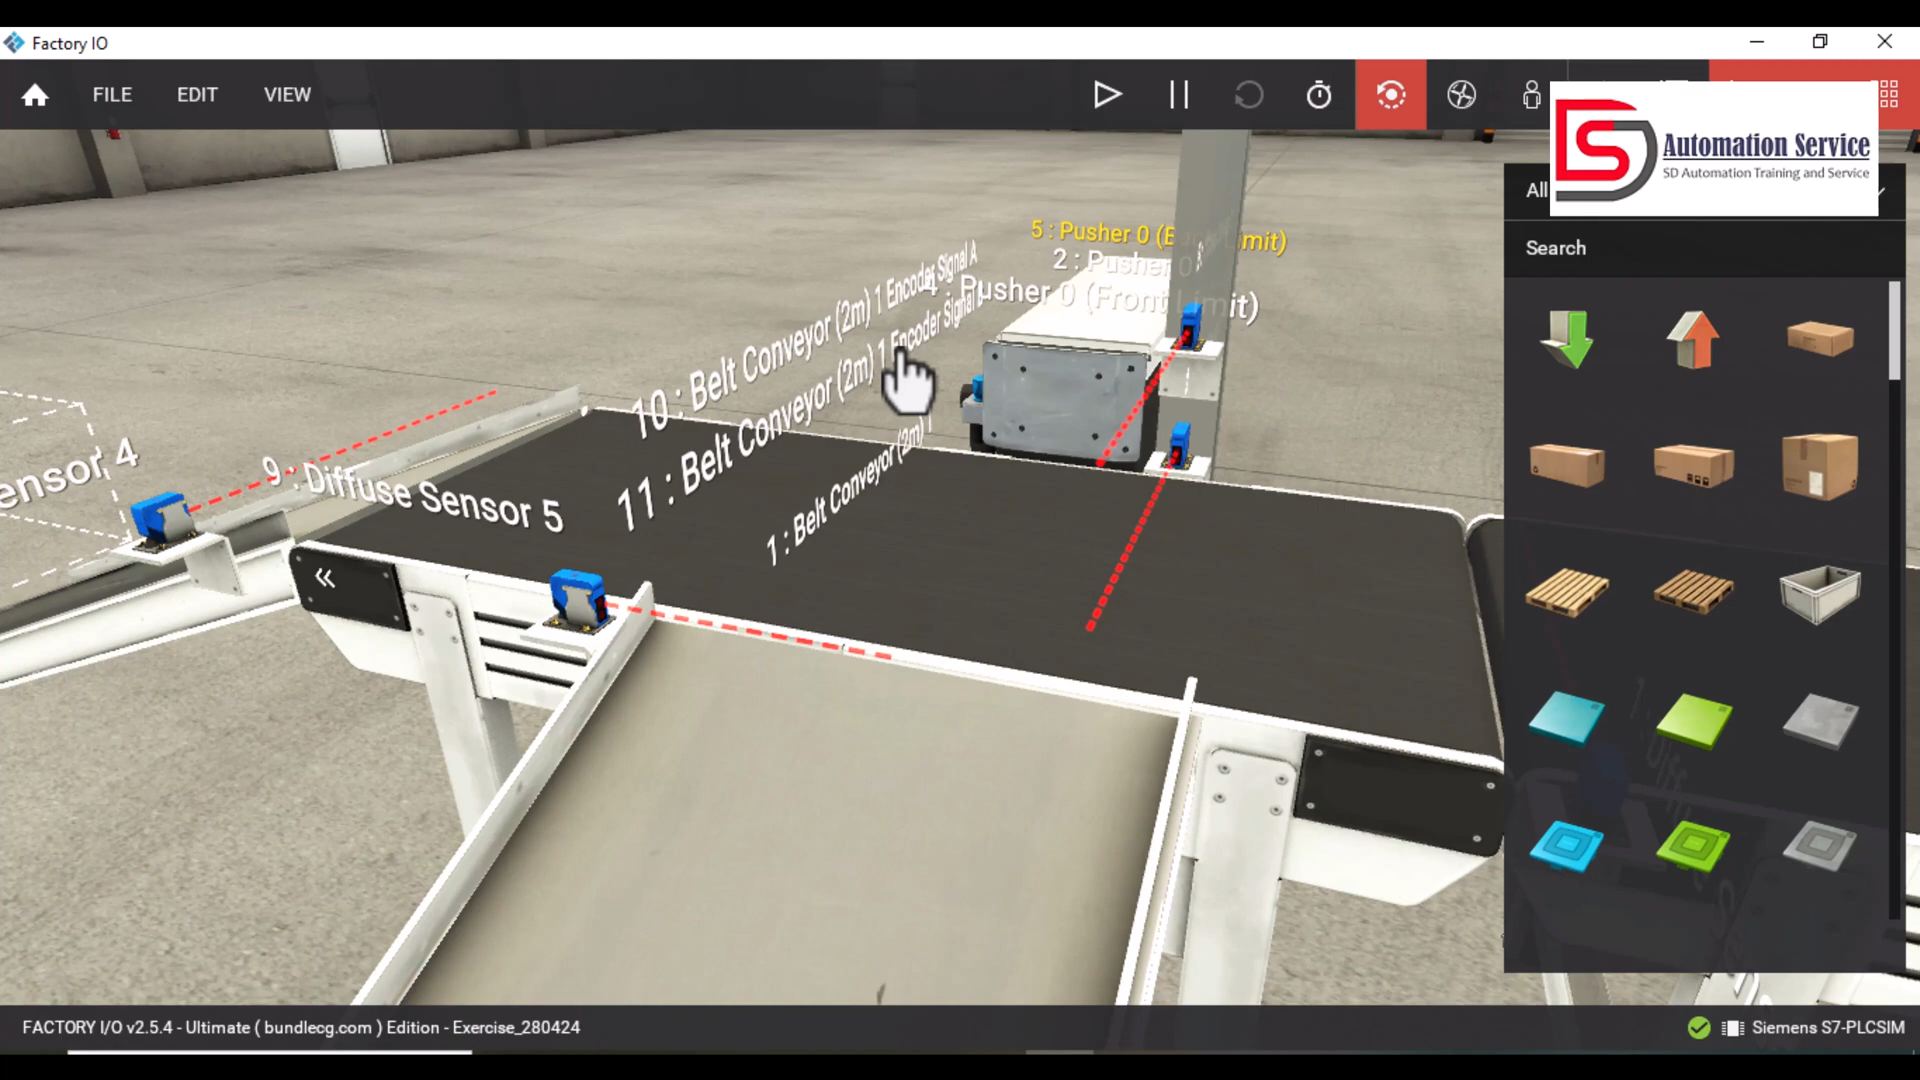 Factory IO
FILE EDIT VIEW
Automation Service
SD Automation Training and Service
All
Search
5 : Pusher 0 (B mit)
2 : Pusher 0
4 : Pusher 0 (Front Limit)
10 : Belt Conveyor (2m) 1 Encoder Signal A
11 : Belt Conveyor (2m) 1 Encoder Signal
1 : Belt Conveyor (2m) 1
ensor 4
9 : Diffuse Sensor 5
FACTORY I/O v2.5.4 - Ultimate ( bundlecg.com ) Edition - Exercise_280424
Siemens S7-PLCSIM